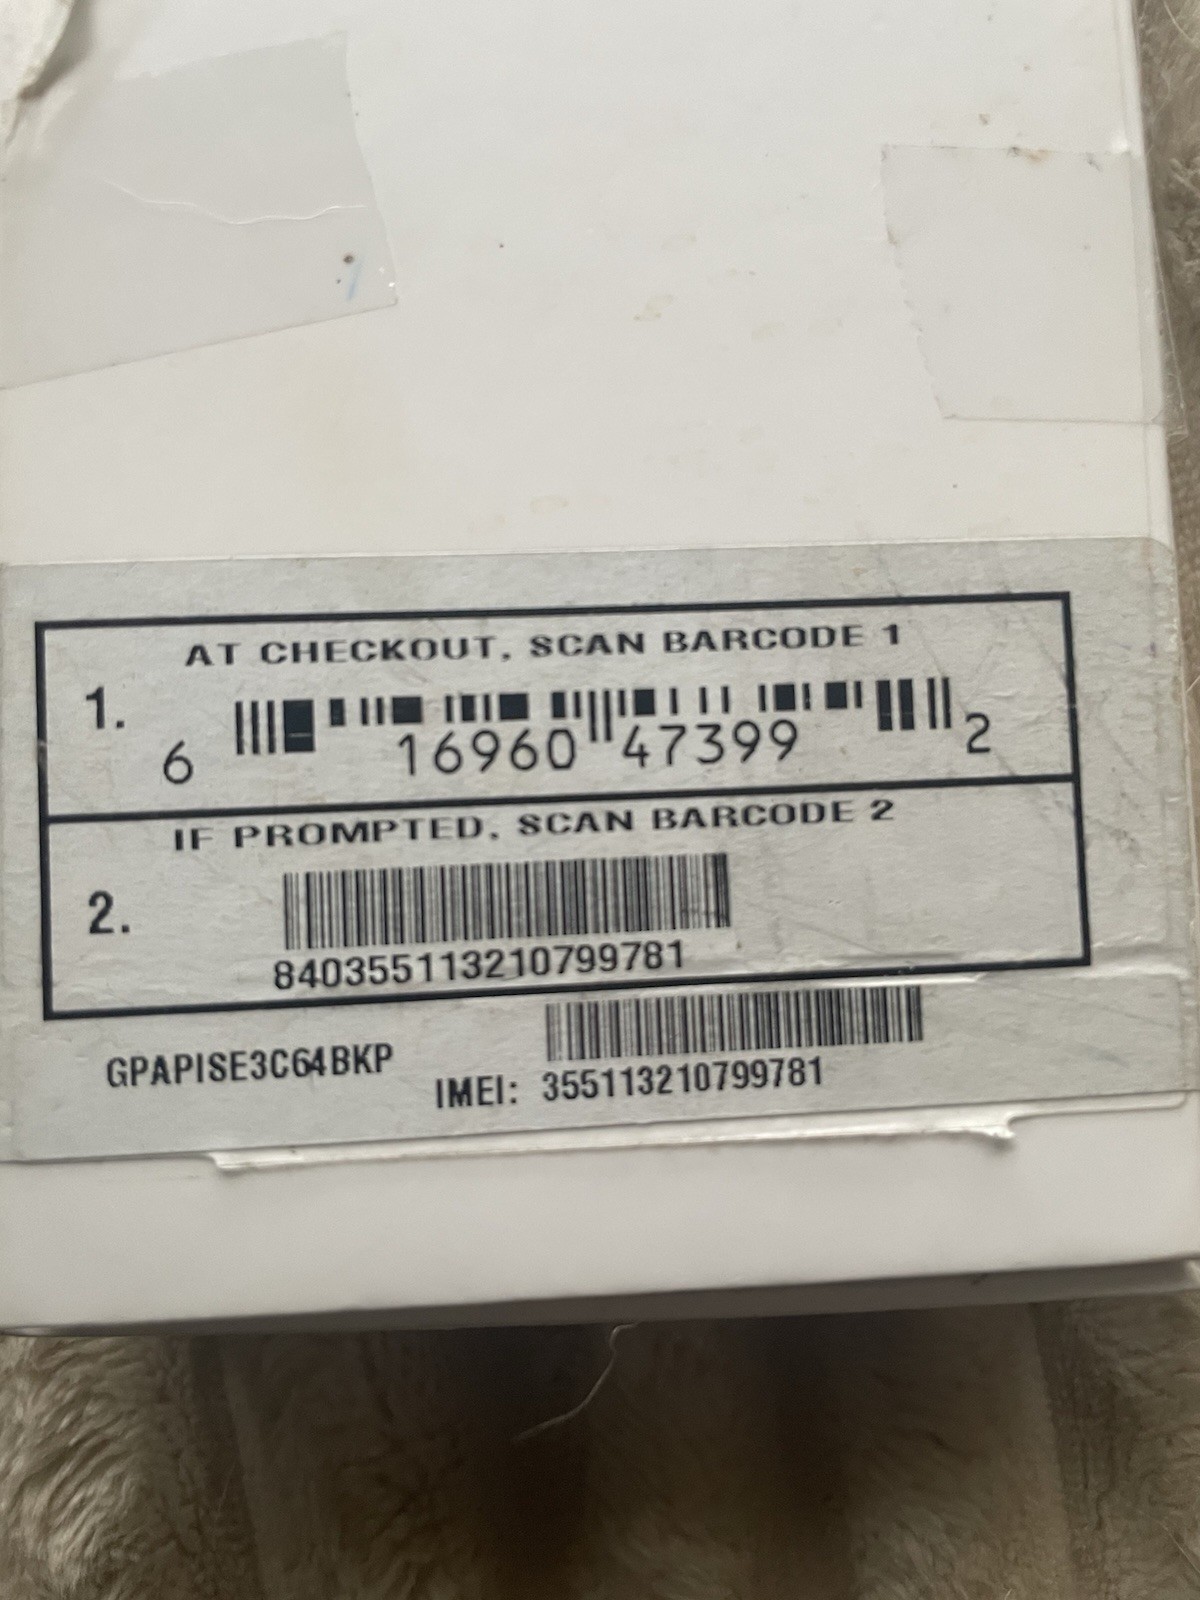 AT CHECKOUT, SCAN BARCODE 1
1.
6 16960 47399 2
IF PROMPTED, SCAN BARCODE 2
2.
840355113210799781
GPAPISE3C64BKP
IMEI: 355113210799781